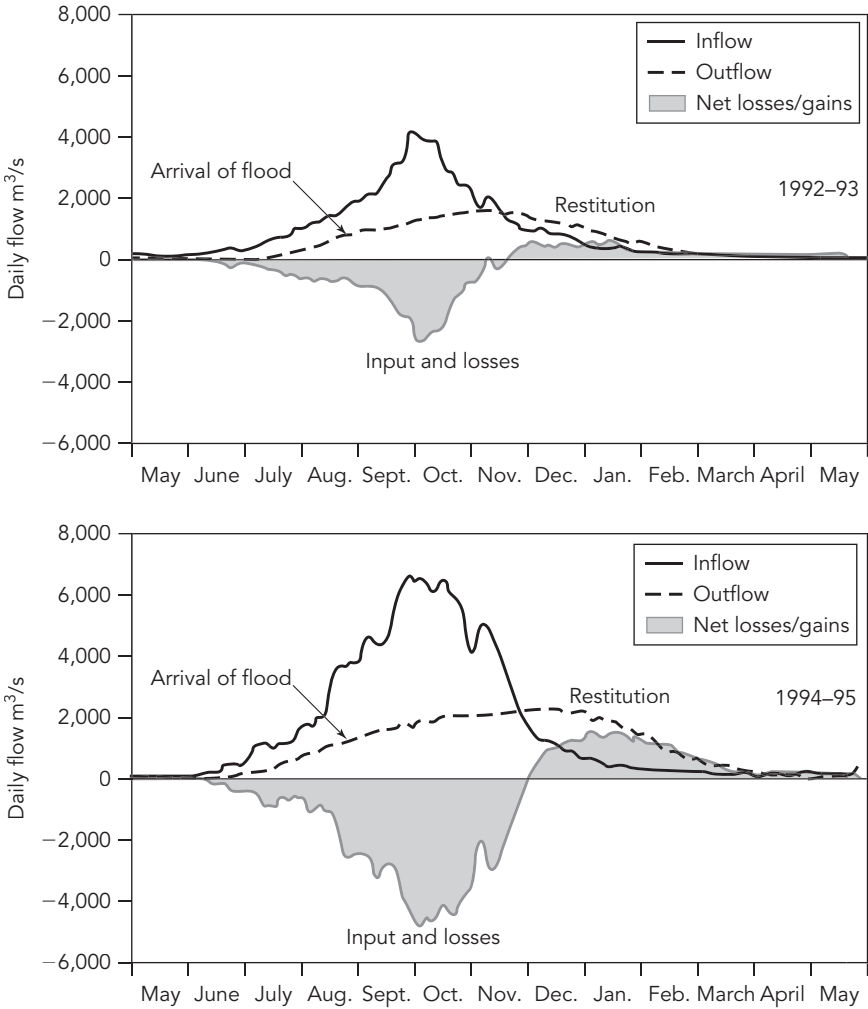 8,000
6,000
4,000
2,000
0
−2,000
−4,000
−6,000
Daily flow m³/s
Inflow
Outflow
Net losses/gains
1992–93
Arrival of flood
Restitution
Input and losses
May June July Aug. Sept. Oct. Nov. Dec. Jan. Feb. March April May
8,000
6,000
4,000
2,000
0
−2,000
−4,000
−6,000
Daily flow m³/s
Inflow
Outflow
Net losses/gains
1994–95
Arrival of flood
Restitution
Input and losses
May June July Aug. Sept. Oct. Nov. Dec. Jan. Feb. March April May